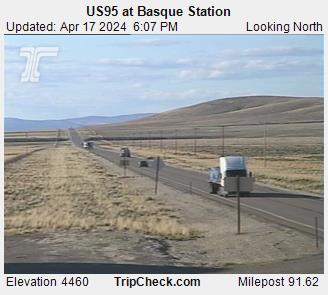 US95 at Basque Station
Updated: Apr 17 2024 6:07 PM Looking North
Elevation 4460 TripCheck.com Milepost 91.62